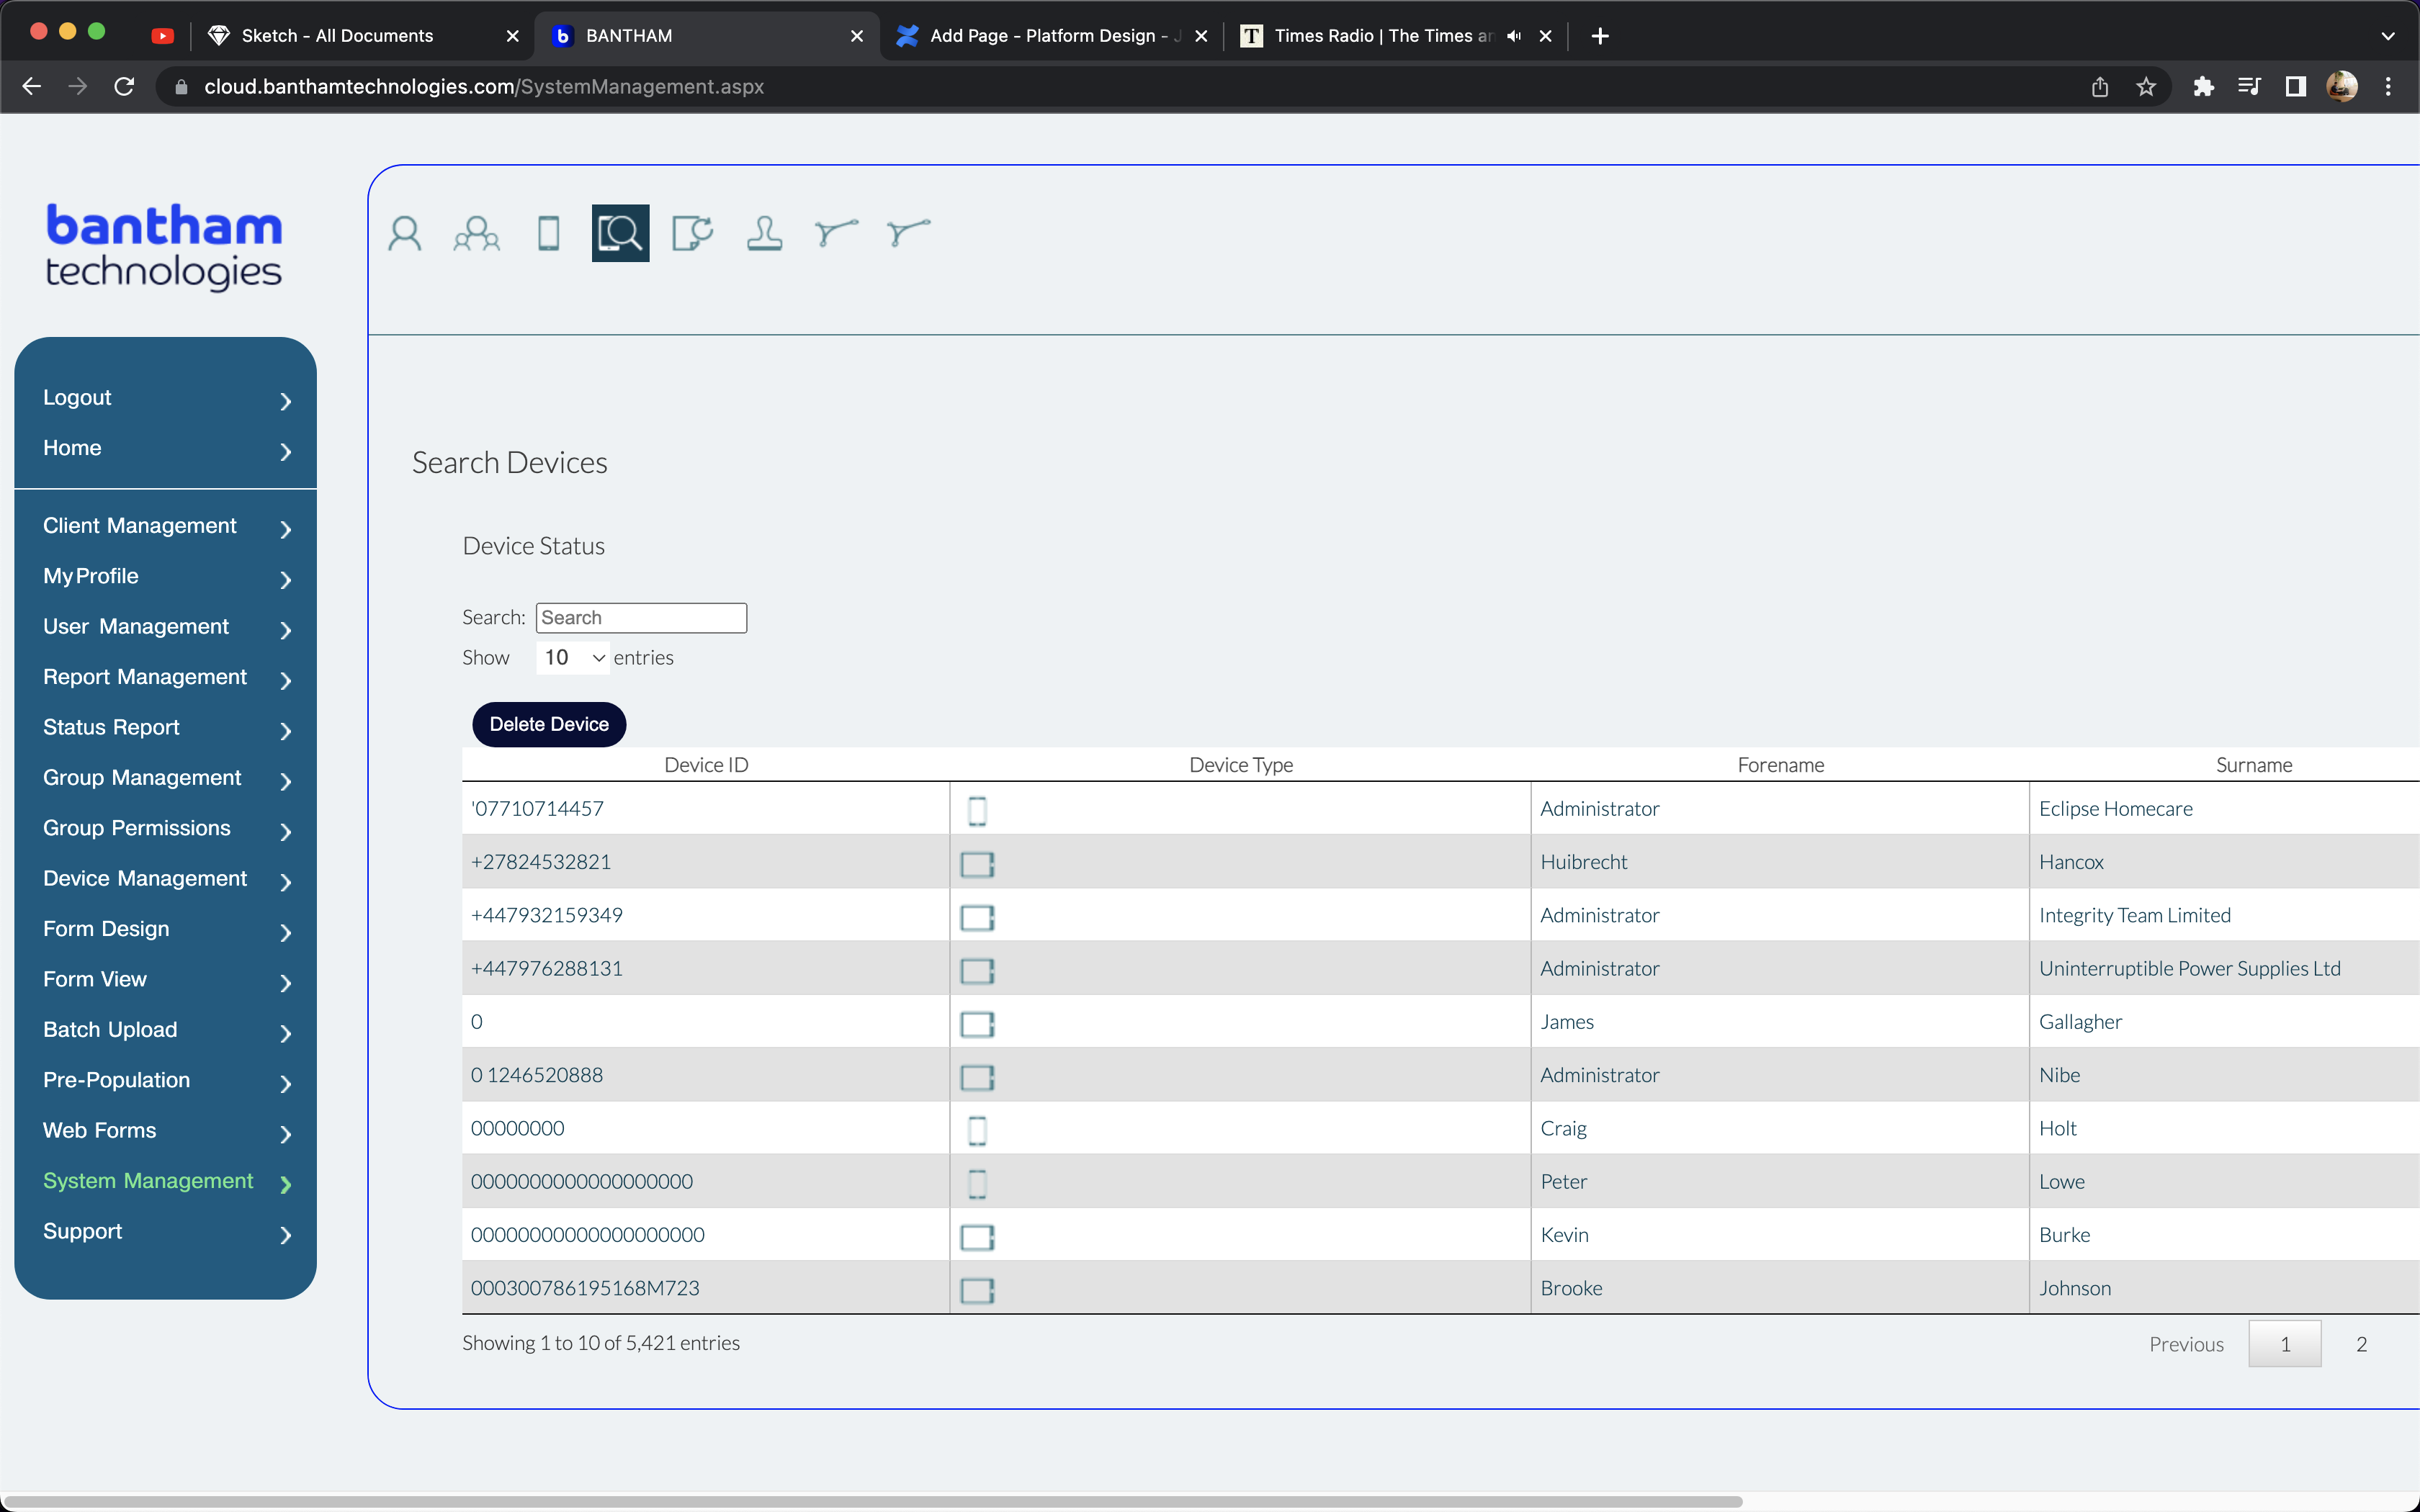 Sketch - All Documents
BANTHAM
Add Page - Platform Design -
Times Radio | The Times
cloud.banthamtechnologies.com/SystemManagement.aspx
bantham
technologies
Logout
Home
Client Management
My Profile
User Management
Report Management
Status Report
Group Management
Group Permissions
Device Management
Form Design
Form View
Batch Upload
Pre-Population
Web Forms
System Management
Support
Search Devices
Device Status
Search: Search
Show 10 entries
Delete Device
Device ID Device Type Forename Surname
'07710714457 Administrator Eclipse Homecare
+27824532821 Huibrecht Hancox
+447932159349 Administrator Integrity Team Limited
+447976288131 Administrator Uninterruptible Power Supplies Ltd
0 James Gallagher
0 1246520888 Administrator Nibe
00000000 Craig Holt
0000000000000000000 Peter Lowe
00000000000000000000 Kevin Burke
000300786195168M723 Brooke Johnson
Showing 1 to 10 of 5,421 entries
Previous 1 2